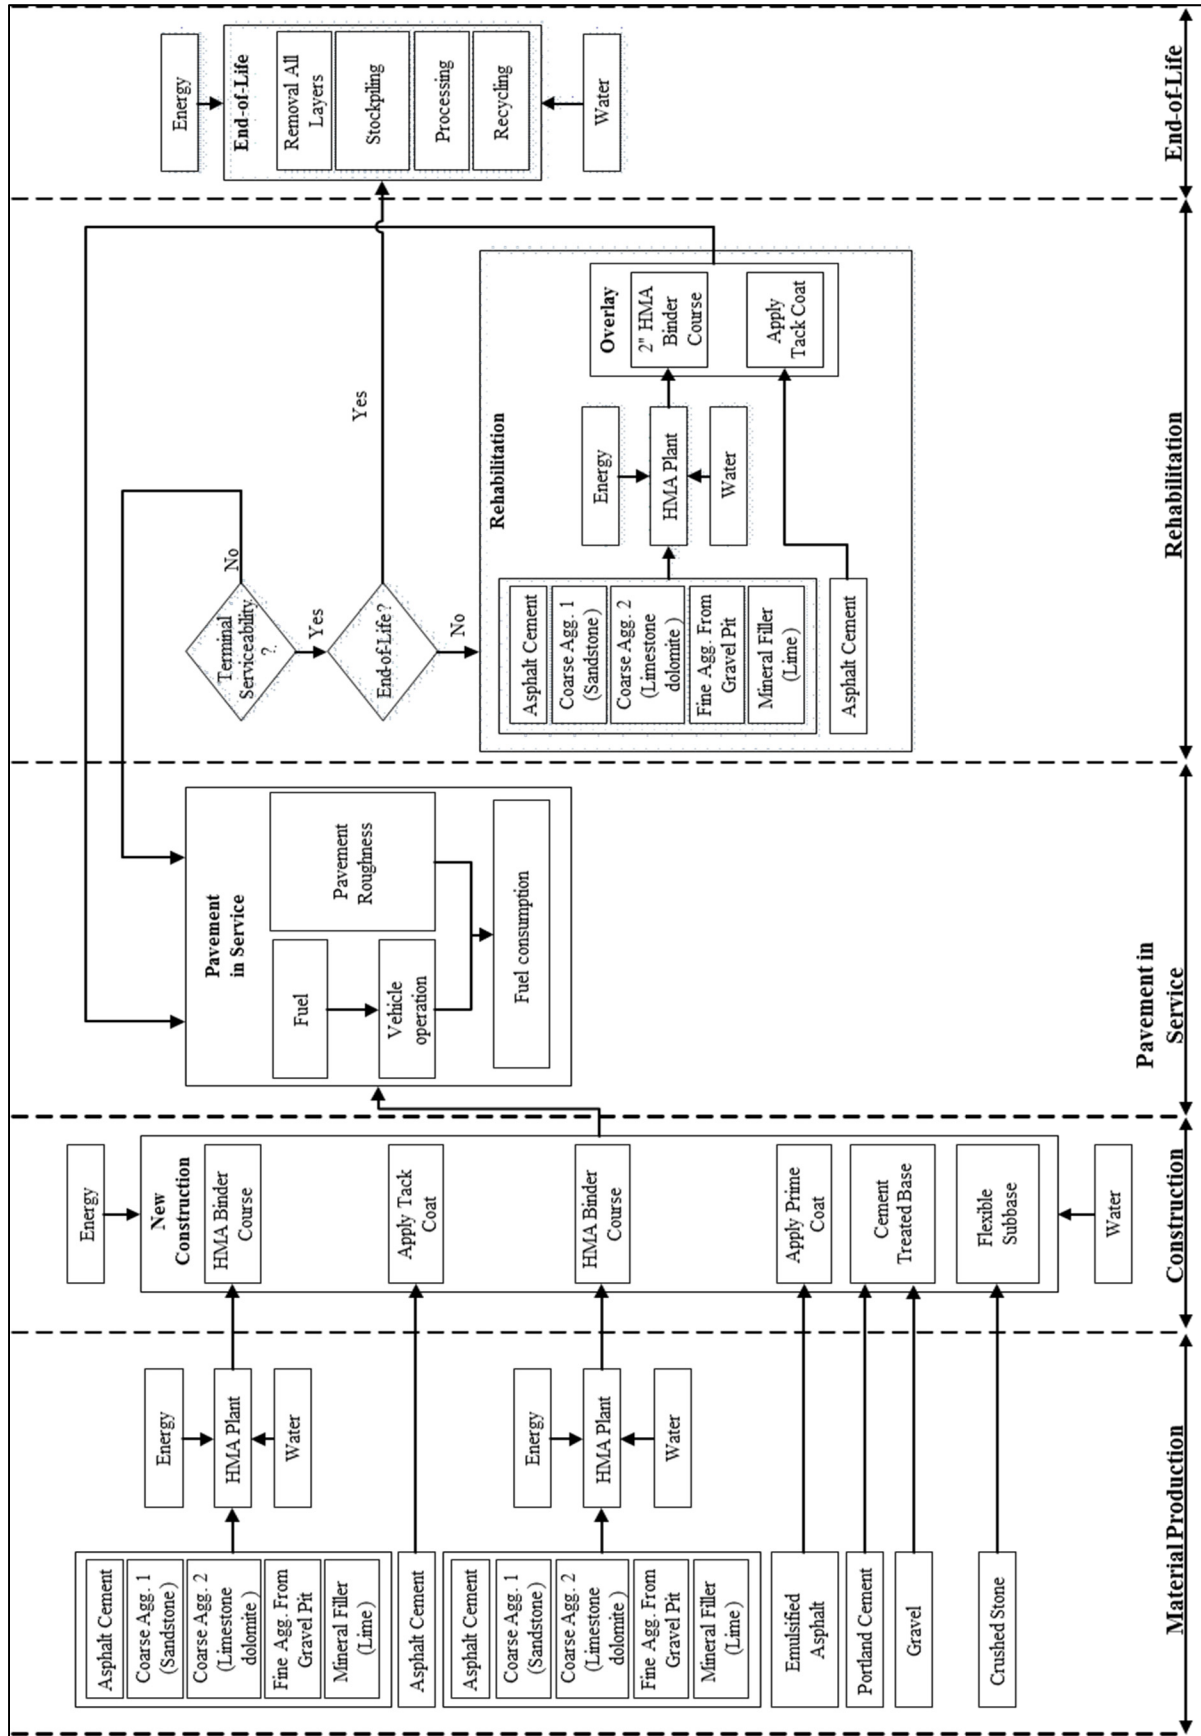 Asphalt Cement
Coarse Agg. 1
(Sandstone)
Coarse Agg. 2
(Limestone
dolomite)
Fine Agg. From
Gravel Pit
Mineral Filler
(Lime)
Asphalt Cement
Asphalt Cement
Coarse Agg. 1
(Sandstone)
Coarse Agg. 2
(Limestone
dolomite)
Fine Agg. From
Gravel Pit
Mineral Filler
(Lime)
Emulsified
Asphalt
Portland Cement
Gravel
Crushed Stone
Energy
HMA Plant
Water
Energy
HMA Plant
Water
Material Production
Energy
New
Construction
HMA Binder
Course
Apply Tack
Coat
HMA Binder
Course
Apply Prime
Coat
Cement
Treated Base
Flexible
Subbase
Water
Construction
Pavement
in Service
Fuel
Vehicle
operation
Pavement
Roughness
Fuel consumption
Pavement in
Service
Terminal
Serviceability
?.
No
Yes
End-of-Life?
Yes
No
Rehabilitation
Asphalt Cement
Coarse Agg. 1
(Sandstone)
Coarse Agg. 2
(Limestone
dolomite)
Fine Agg. From
Gravel Pit
Mineral Filler
(Lime)
Asphalt Cement
Energy
HMA Plant
Water
Overlay
2" HMA
Binder
Course
Apply
Tack Coat
Rehabilitation
Energy
End-of-Life
Removal All
Layers
Stockpiling
Processing
Recycling
Water
End-of-Life